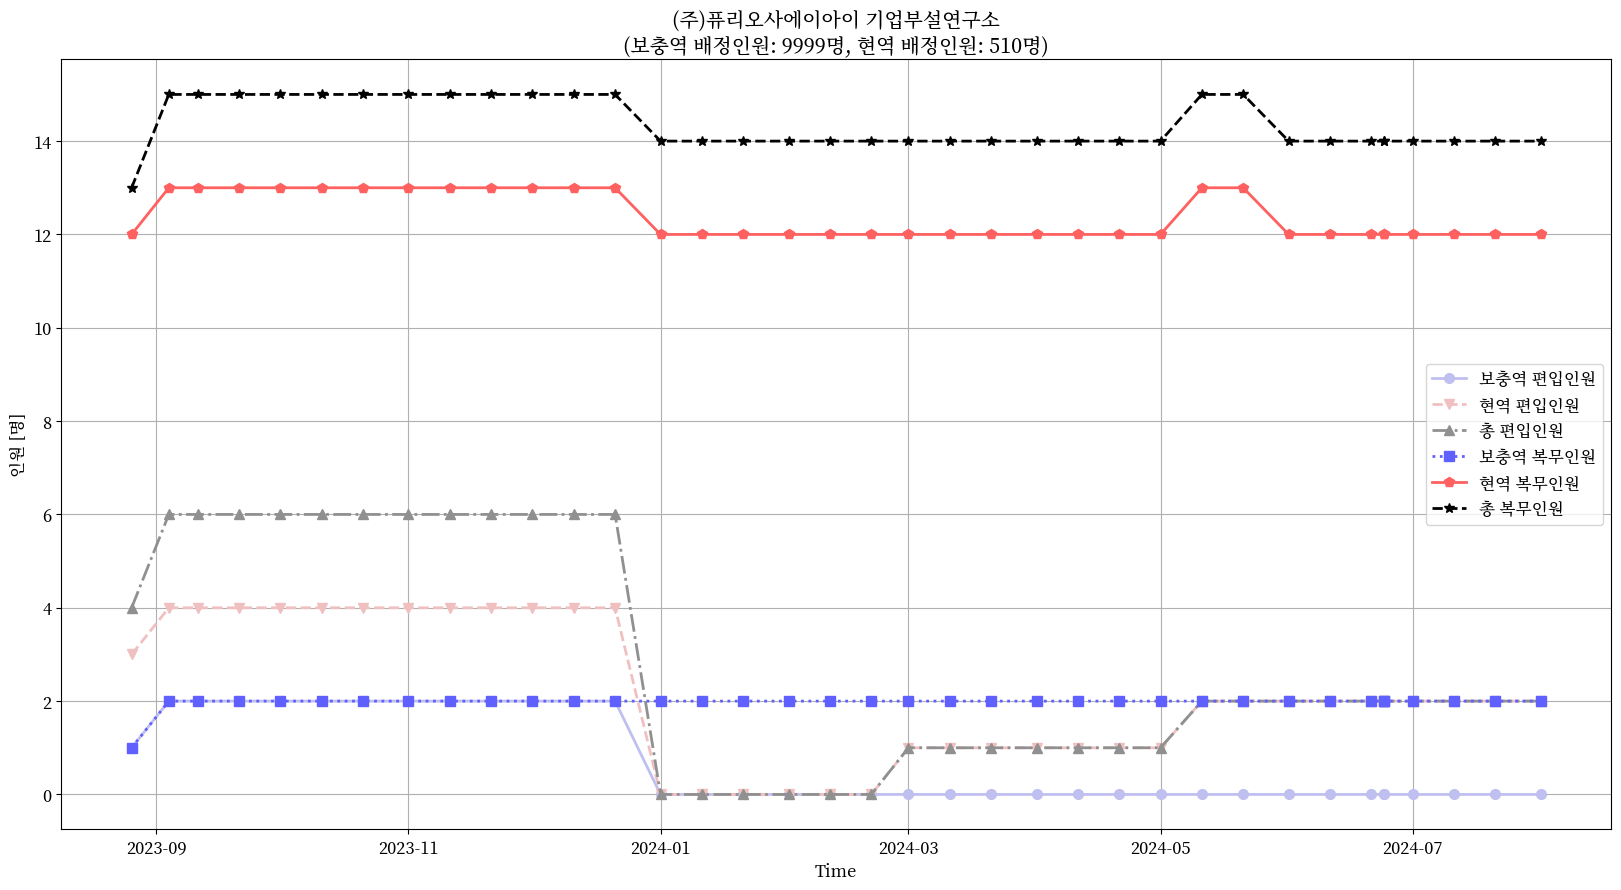 (주)퓨리오사에이아이 기업부설연구소
(보충역 배정인원: 9999명, 현역 배정인원: 510명)
인원 [명]
14
12
10
8
6
4
2
0
보충역 편입인원
현역 편입인원
총 편입인원
보충역 복무인원
현역 복무인원
총 복무인원
2023-09
2023-11
2024-01
2024-03
2024-05
2024-07
Time